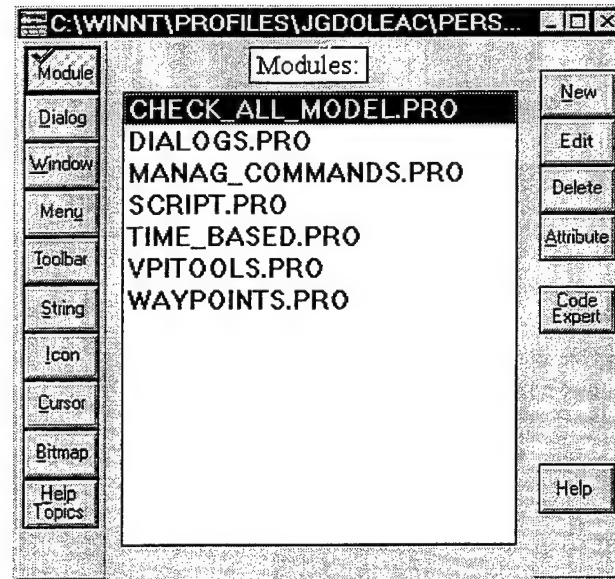 C:\WINNT\PROFILES\JGDOLEAC\PERS...
Module
Dialog
Window
Menu
Toolbar
String
Icon
Cursor
Bitmap
Help
Topics
Modules:
CHECK_ALL_MODEL.PRO
DIALOGS.PRO
MANAG_COMMANDS.PRO
SCRIPT.PRO
TIME_BASED.PRO
VPITOOLS.PRO
WAYPOINTS.PRO
New
Edit
Delete
Attribute
Code
Expert
Help